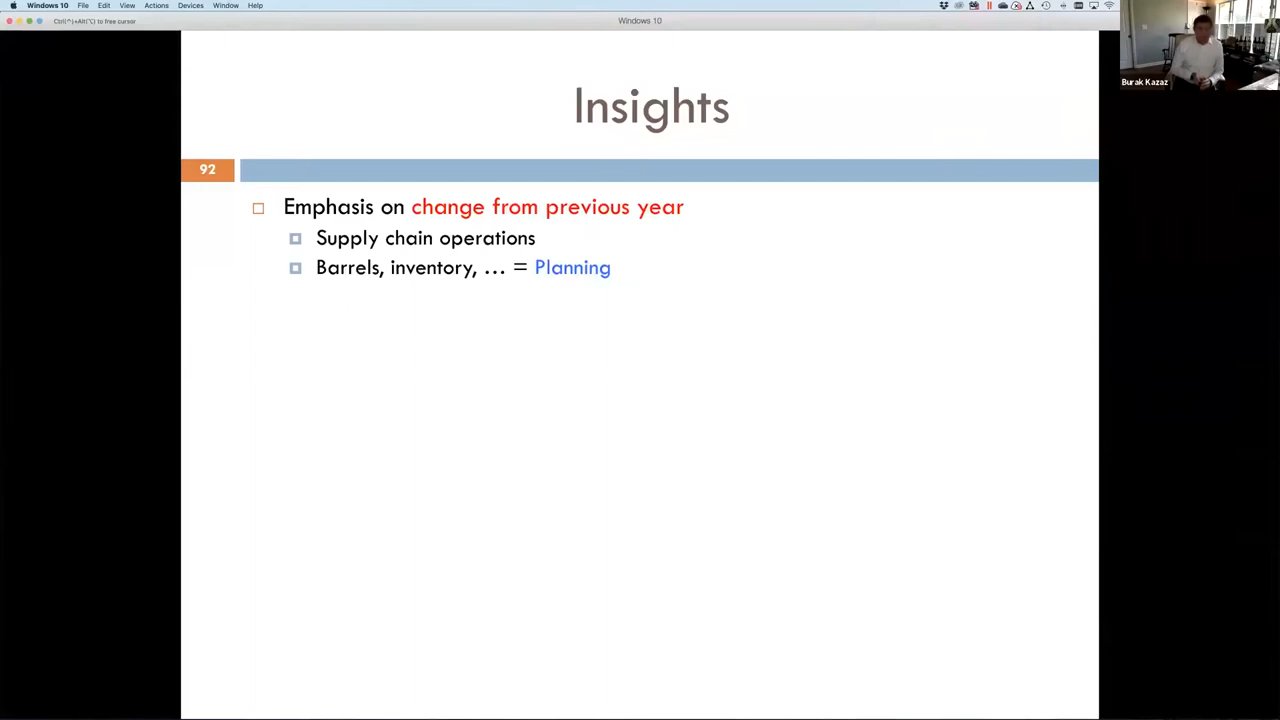 Windows 10 File Edit View Actions Devices Window Help
Ctrl(^)+Alt(⌥) to free cursor
Windows 10
Burak Kazaz
Insights
92
Emphasis on change from previous year
Supply chain operations
Barrels, inventory, … = Planning